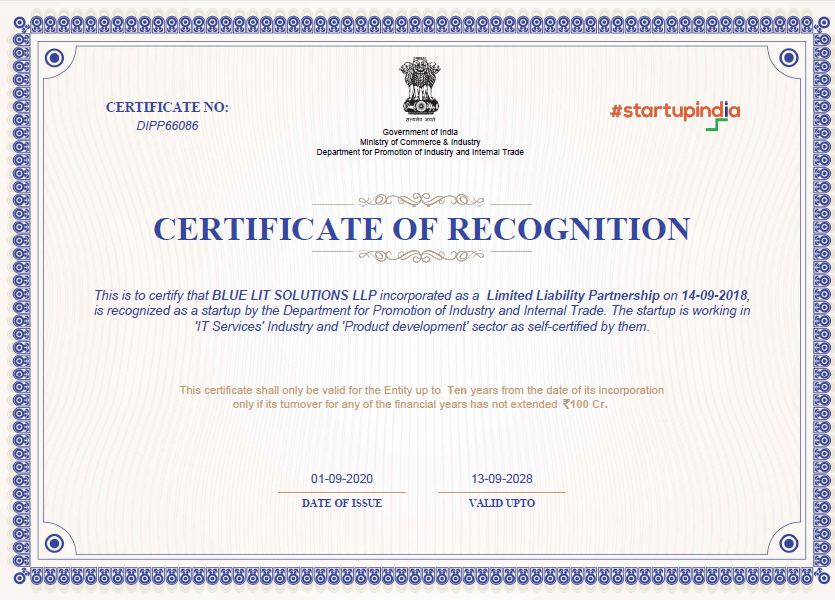 CERTIFICATE NO:
DIPP66086
सत्यमेव जयते
Government of India
Ministry of Commerce & Industry
Department for Promotion of Industry and Internal Trade
#startupindia
CERTIFICATE OF RECOGNITION
This is to certify that BLUE LIT SOLUTIONS LLP incorporated as a Limited Liability Partnership on 14-09-2018,
is recognized as a startup by the Department for Promotion of Industry and Internal Trade. The startup is working in
'IT Services' Industry and 'Product development' sector as self-certified by them.
This certificate shall only be valid for the Entity up to Ten years from the date of its incorporation
only if its turnover for any of the financial years has not extended ₹100 Cr.
01-09-2020
DATE OF ISSUE
13-09-2028
VALID UPTO